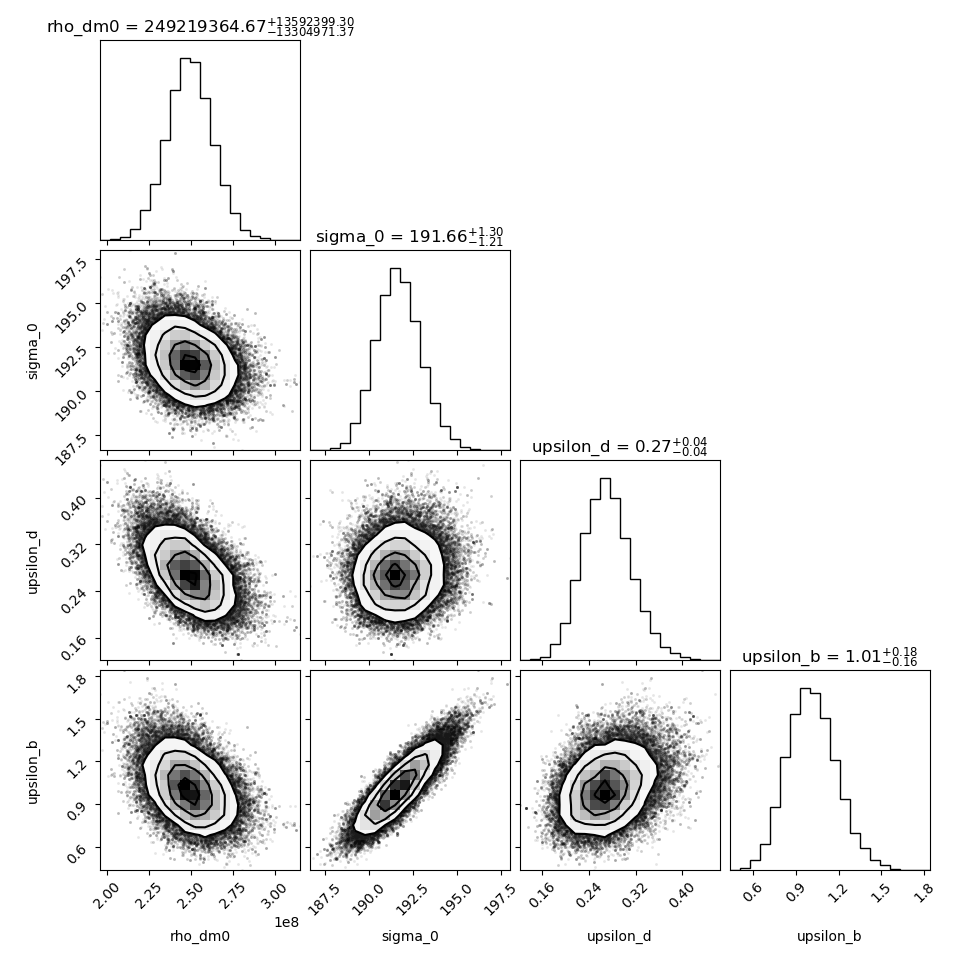 rho_dm0 = 249219364.67+13592399.30 −13304971.37
sigma_0 = 191.66+1.30 −1.21
197.5
195.0
192.5
190.0
187.5
sigma_0
upsilon_d = 0.27+0.04 −0.04
0.40
0.32
0.24
0.16
upsilon_d
upsilon_b = 1.01+0.18 −0.16
1.8
1.5
1.2
0.9
0.6
upsilon_b
2.00 2.25 2.50 2.75 3.00
1e8
rho_dm0
187.5 190.0 192.5 195.0 197.5
sigma_0
0.16 0.24 0.32 0.40
upsilon_d
0.6 0.9 1.2 1.5 1.8
upsilon_b